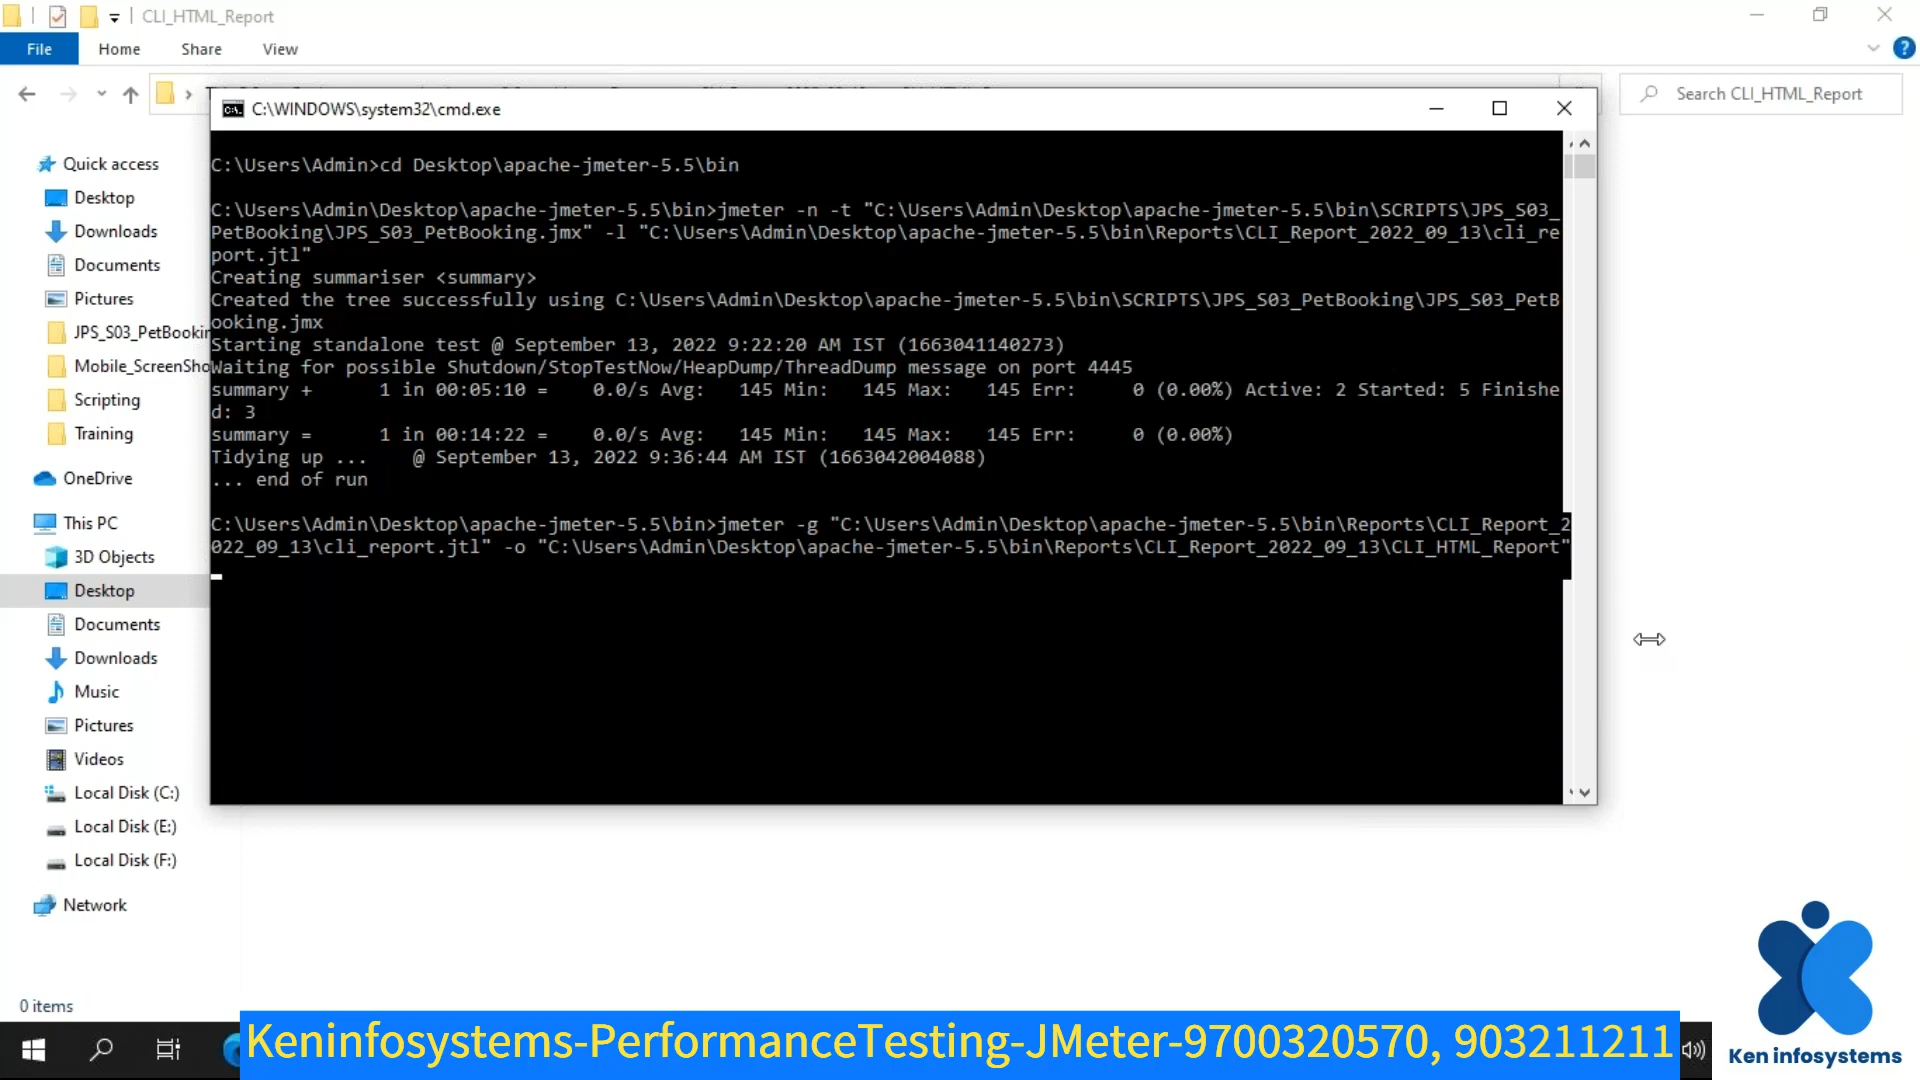 CLI_HTML_Report
File Home Share View
Search CLI_HTML_Report
C:\WINDOWS\system32\cmd.exe
Quick access
Desktop
Downloads
Documents
Pictures
JPS_S03_PetBookin
Mobile_ScreenSho
Scripting
Training
OneDrive
This PC
3D Objects
Desktop
Documents
Downloads
Music
Pictures
Videos
Local Disk (C:)
Local Disk (E:)
Local Disk (F:)
Network
0 items
C:\Users\Admin>cd Desktop\apache-jmeter-5.5\bin
C:\Users\Admin\Desktop\apache-jmeter-5.5\bin>jmeter -n -t "C:\Users\Admin\Desktop\apache-jmeter-5.5\bin\SCRIPTS\JPS_S03_
PetBooking\JPS_S03_PetBooking.jmx" -l "C:\Users\Admin\Desktop\apache-jmeter-5.5\bin\Reports\CLI_Report_2022_09_13\cli_re
port.jtl"
Creating summariser <summary>
Created the tree successfully using C:\Users\Admin\Desktop\apache-jmeter-5.5\bin\SCRIPTS\JPS_S03_PetBooking\JPS_S03_PetB
ooking.jmx
Starting standalone test @ September 13, 2022 9:22:20 AM IST (1663041140273)
Waiting for possible Shutdown/StopTestNow/HeapDump/ThreadDump message on port 4445
summary + 1 in 00:05:10 = 0.0/s Avg: 145 Min: 145 Max: 145 Err: 0 (0.00%) Active: 2 Started: 5 Finishe
d: 3
summary = 1 in 00:14:22 = 0.0/s Avg: 145 Min: 145 Max: 145 Err: 0 (0.00%)
Tidying up ... @ September 13, 2022 9:36:44 AM IST (1663042004088)
... end of run
C:\Users\Admin\Desktop\apache-jmeter-5.5\bin>jmeter -g "C:\Users\Admin\Desktop\apache-jmeter-5.5\bin\Reports\CLI_Report_2
022_09_13\cli_report.jtl" -o "C:\Users\Admin\Desktop\apache-jmeter-5.5\bin\Reports\CLI_Report_2022_09_13\CLI_HTML_Report"
Keninfosystems-PerformanceTesting-JMeter-9700320570, 903211211
Ken infosystems